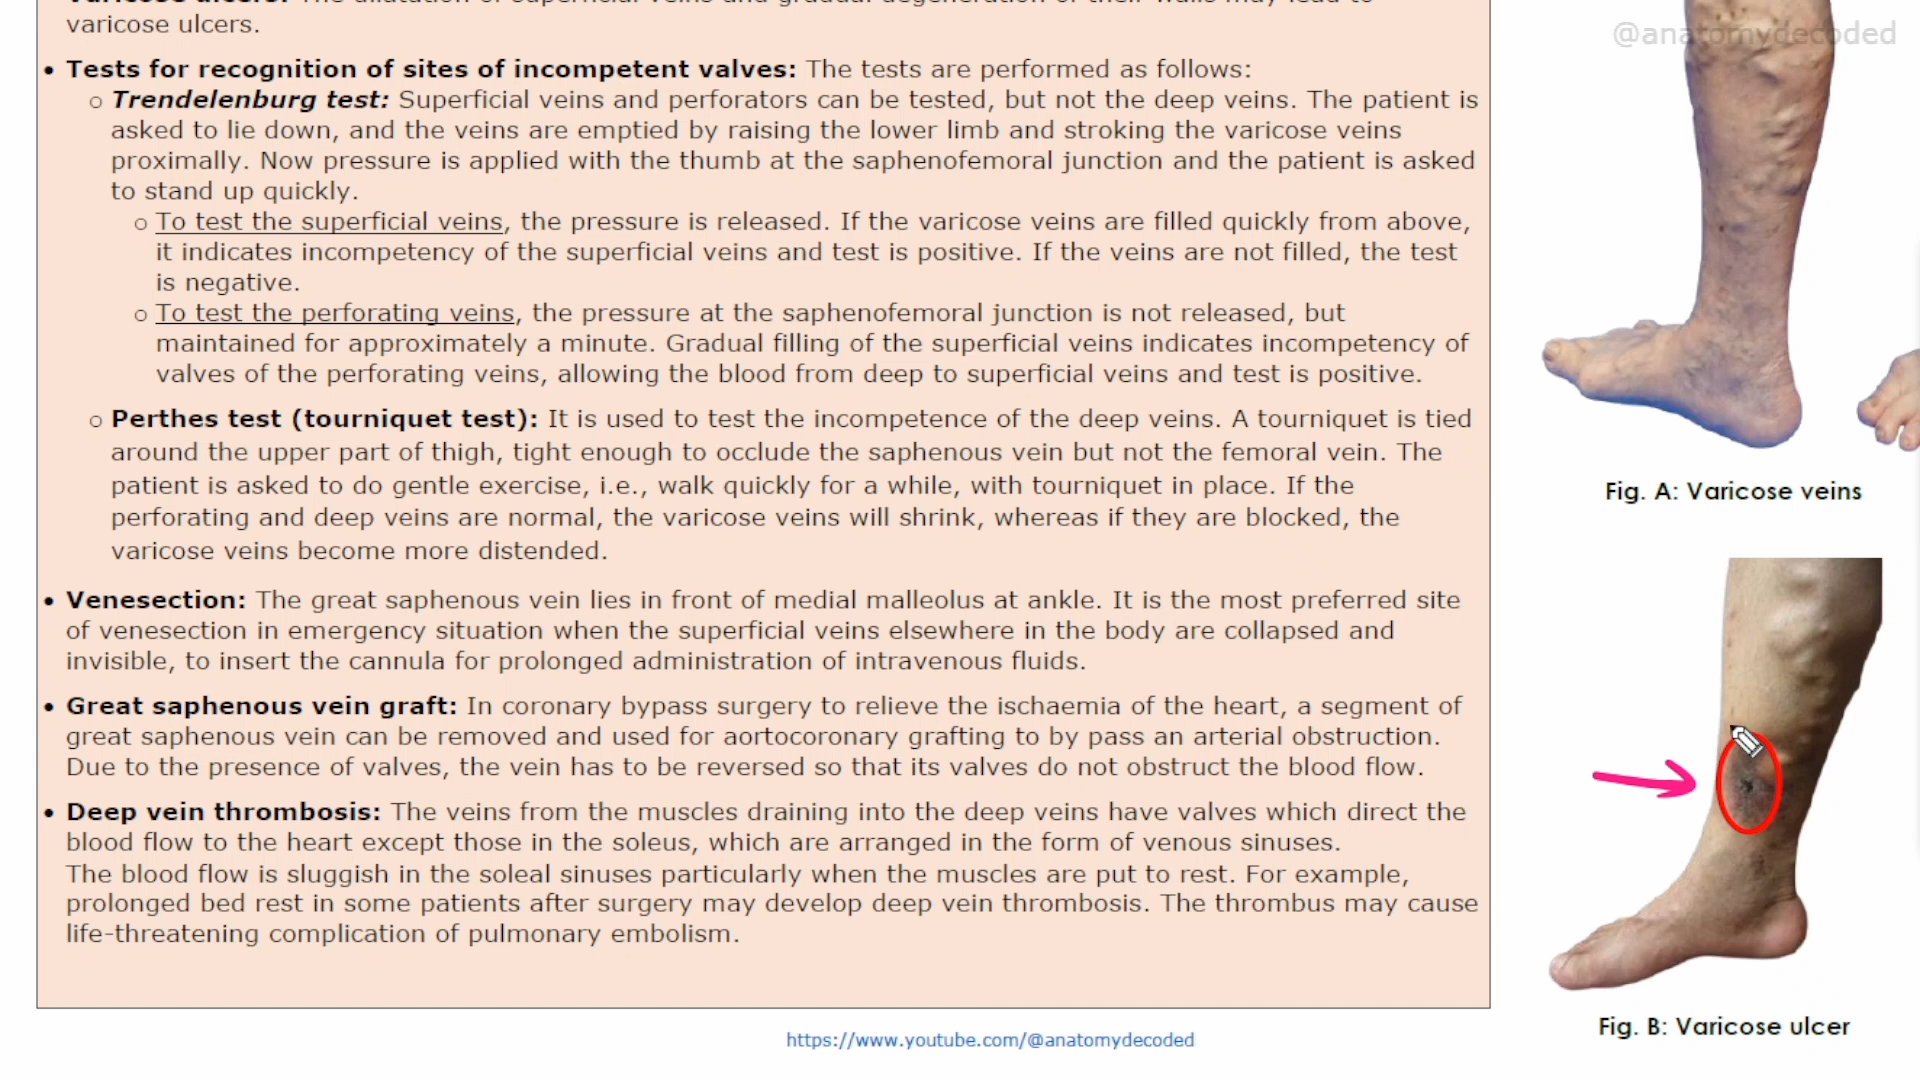 varicose ulcers.
• Tests for recognition of sites of incompetent valves: The tests are performed as follows:
o Trendelenburg test: Superficial veins and perforators can be tested, but not the deep veins. The patient is
asked to lie down, and the veins are emptied by raising the lower limb and stroking the varicose veins
proximally. Now pressure is applied with the thumb at the saphenofemoral junction and the patient is asked
to stand up quickly.
o To test the superficial veins, the pressure is released. If the varicose veins are filled quickly from above,
it indicates incompetency of the superficial veins and test is positive. If the veins are not filled, the test
is negative.
o To test the perforating veins, the pressure at the saphenofemoral junction is not released, but
maintained for approximately a minute. Gradual filling of the superficial veins indicates incompetency of
valves of the perforating veins, allowing the blood from deep to superficial veins and test is positive.
o Perthes test (tourniquet test): It is used to test the incompetence of the deep veins. A tourniquet is tied
around the upper part of thigh, tight enough to occlude the saphenous vein but not the femoral vein. The
patient is asked to do gentle exercise, i.e., walk quickly for a while, with tourniquet in place. If the
perforating and deep veins are normal, the varicose veins will shrink, whereas if they are blocked, the
varicose veins become more distended.
• Venesection: The great saphenous vein lies in front of medial malleolus at ankle. It is the most preferred site
of venesection in emergency situation when the superficial veins elsewhere in the body are collapsed and
invisible, to insert the cannula for prolonged administration of intravenous fluids.
• Great saphenous vein graft: In coronary bypass surgery to relieve the ischaemia of the heart, a segment of
great saphenous vein can be removed and used for aortocoronary grafting to by pass an arterial obstruction.
Due to the presence of valves, the vein has to be reversed so that its valves do not obstruct the blood flow.
• Deep vein thrombosis: The veins from the muscles draining into the deep veins have valves which direct the
blood flow to the heart except those in the soleus, which are arranged in the form of venous sinuses.
The blood flow is sluggish in the soleal sinuses particularly when the muscles are put to rest. For example,
prolonged bed rest in some patients after surgery may develop deep vein thrombosis. The thrombus may cause
life-threatening complication of pulmonary embolism.
https://www.youtube.com/@anatomydecoded
@anatomydecoded
Fig. A: Varicose veins
Fig. B: Varicose ulcer